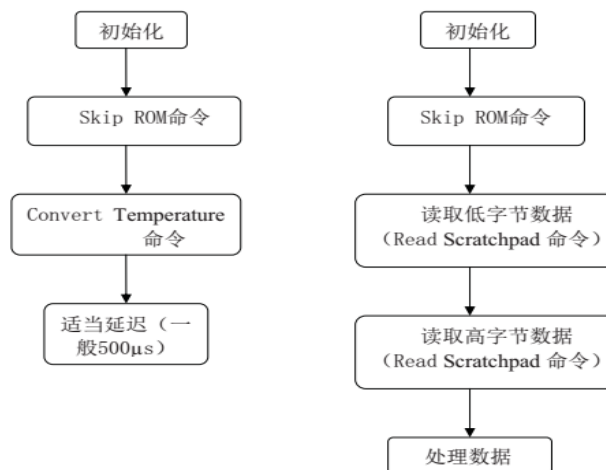 初始化
Skip ROM命令
Convert Temperature
命令
适当延迟（一
般500μs）
初始化
Skip ROM命令
读取低字节数据
（Read Scratchpad 命令）
读取高字节数据
（Read Scratchpad 命令）
处理数据